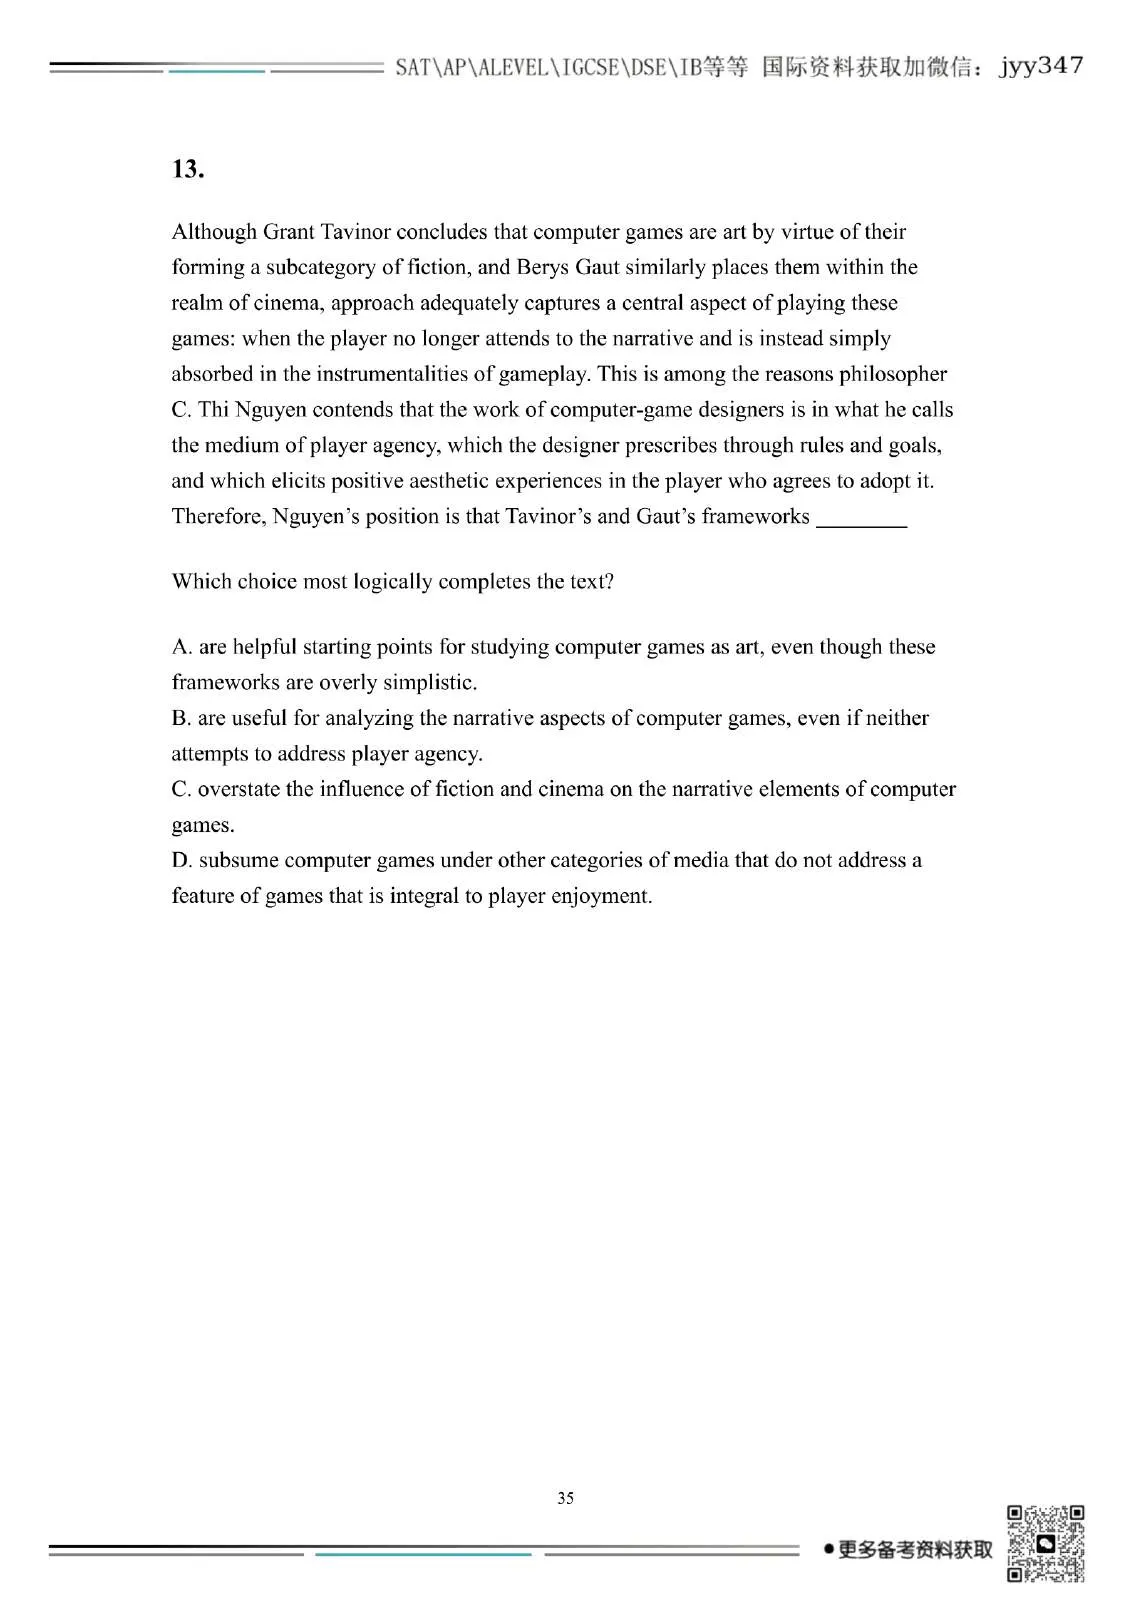 SAT\AP\ALEVEL\IGCSE\DSE\IB等等 国际资料获取加微信：jyy347
13.
Although Grant Tavinor concludes that computer games are art by virtue of their
forming a subcategory of fiction, and Berys Gaut similarly places them within the
realm of cinema, approach adequately captures a central aspect of playing these
games: when the player no longer attends to the narrative and is instead simply
absorbed in the instrumentalities of gameplay. This is among the reasons philosopher
C. Thi Nguyen contends that the work of computer-game designers is in what he calls
the medium of player agency, which the designer prescribes through rules and goals,
and which elicits positive aesthetic experiences in the player who agrees to adopt it.
Therefore, Nguyen’s position is that Tavinor’s and Gaut’s frameworks ________
Which choice most logically completes the text?
A. are helpful starting points for studying computer games as art, even though these
frameworks are overly simplistic.
B. are useful for analyzing the narrative aspects of computer games, even if neither
attempts to address player agency.
C. overstate the influence of fiction and cinema on the narrative elements of computer
games.
D. subsume computer games under other categories of media that do not address a
feature of games that is integral to player enjoyment.
35
●更多备考资料获取